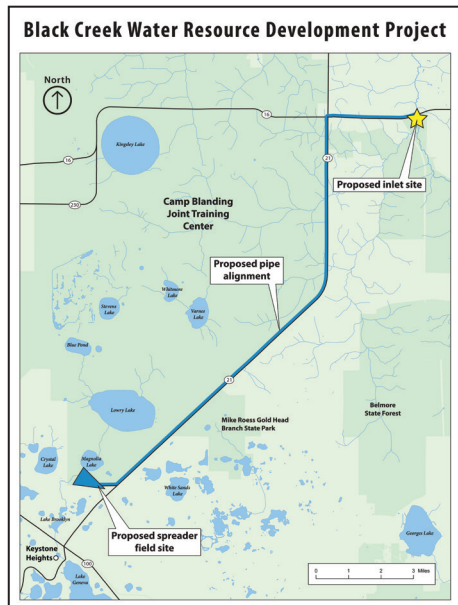 Black Creek Water Resource Development Project
North
16
Kingsley Lake
16
21
Proposed inlet site
230
Camp Blanding
Joint Training
Center
Proposed pipe
alignment
Whitmore
Lake
Stevens
Lake
Varnes
Lake
Blue Pond
21
Lowry Lake
Mike Roess Gold Head
Branch State Park
Belmore
State Forest
Crystal
Lake
Magnolia
Lake
White Sands
Lake
Lake Brooklyn
Proposed spreader
field site
Georges Lake
Keystone
Heights
100
Lake
Geneva
0 1 2 3 Miles